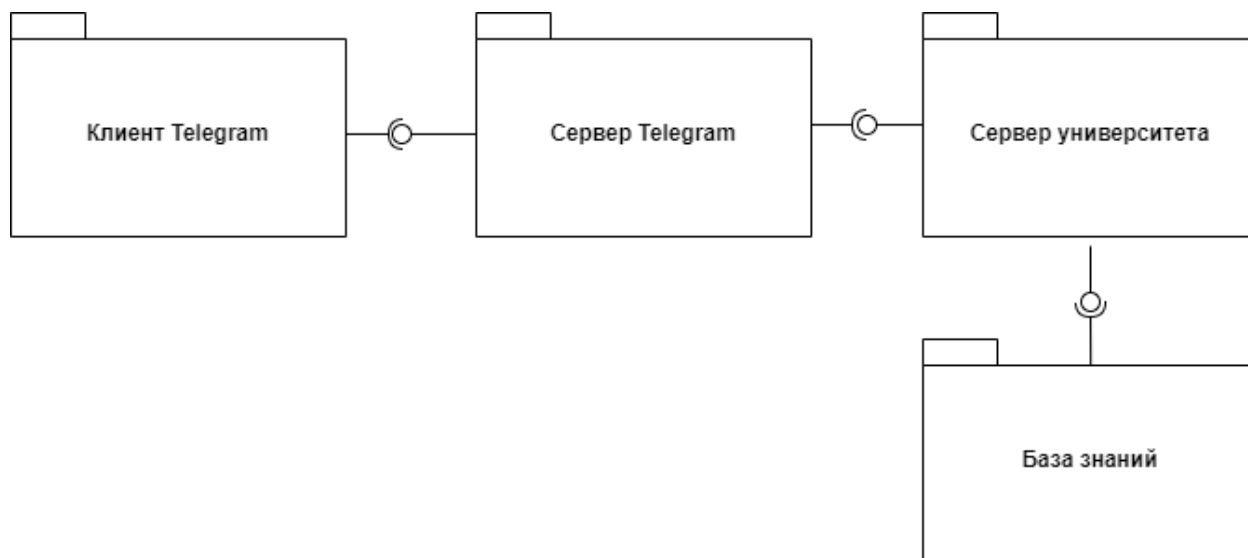 Клиент Telegram
Сервер Telegram
Сервер университета
База знаний